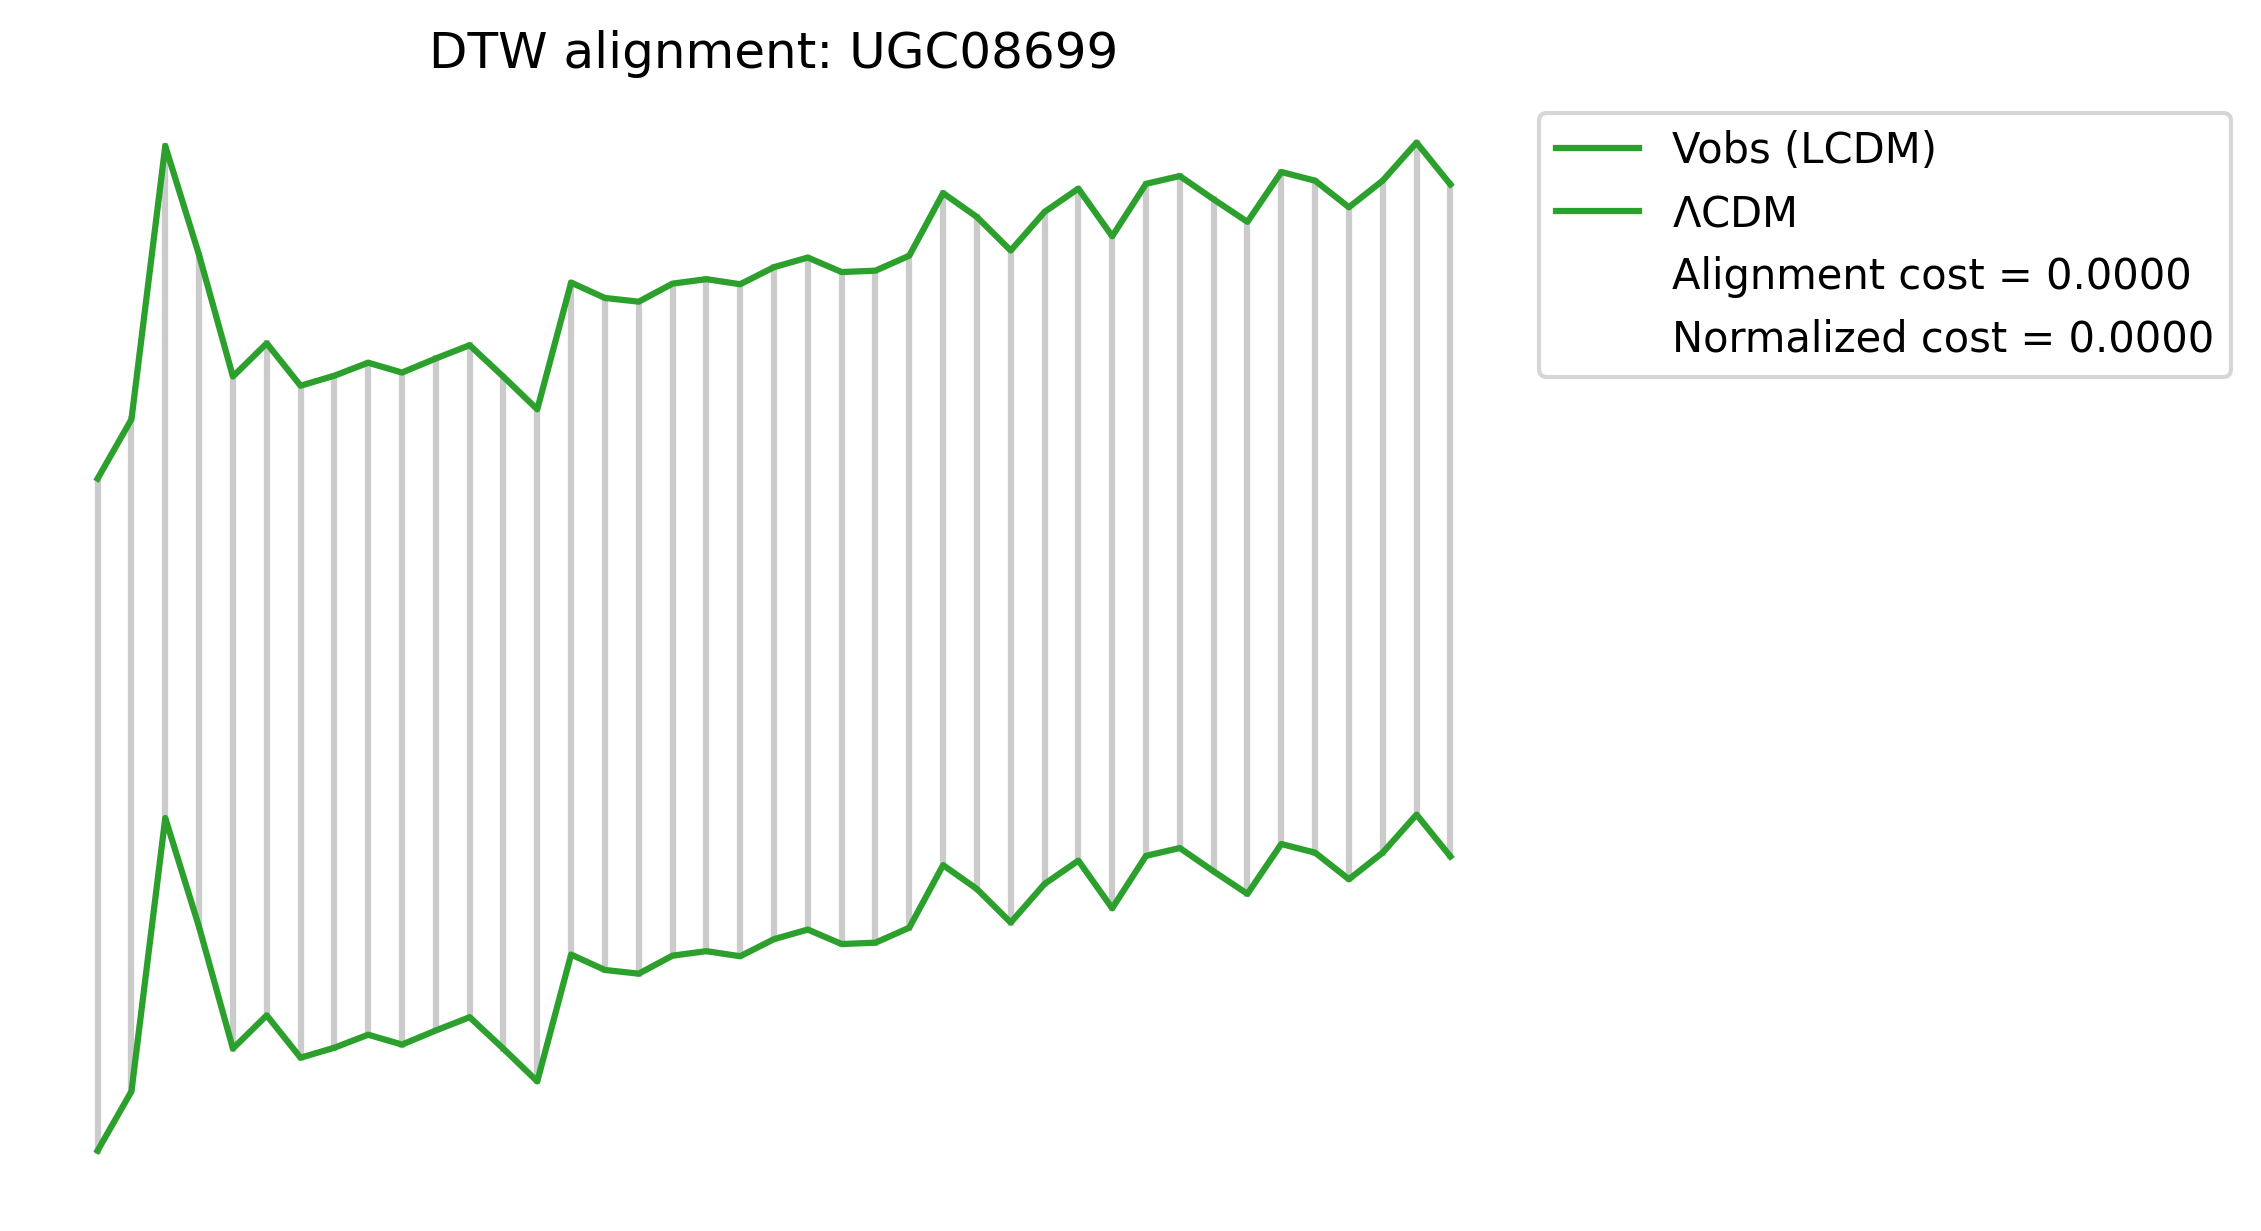 DTW alignment: UGC08699
Vobs (LCDM)
ΛCDM
Alignment cost = 0.0000
Normalized cost = 0.0000